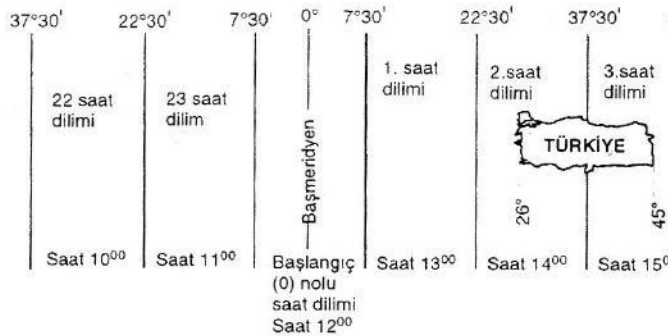 37°30' 22°30' 7°30' 0° 7°30' 22°30' 37°30'
22 saat
dilimi
23 saat
dilim
Başmeridyen
1. saat
dilimi
2.saat
dilimi
3.saat
dilimi
TÜRKİYE
26°
45°
Saat 10⁰⁰
Saat 11⁰⁰
Başlangıç
(0) nolu
saat dilimi
Saat 12⁰⁰
Saat 13⁰⁰
Saat 14⁰⁰
Saat 15⁰